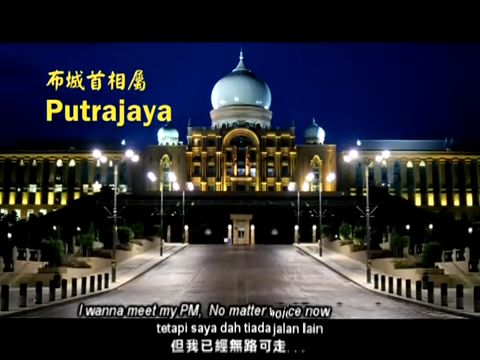 布城首相屬
Putrajaya
I wanna meet my PM, No matter now
tetapi saya dah tiada jalan lain
但我已經無路可走...